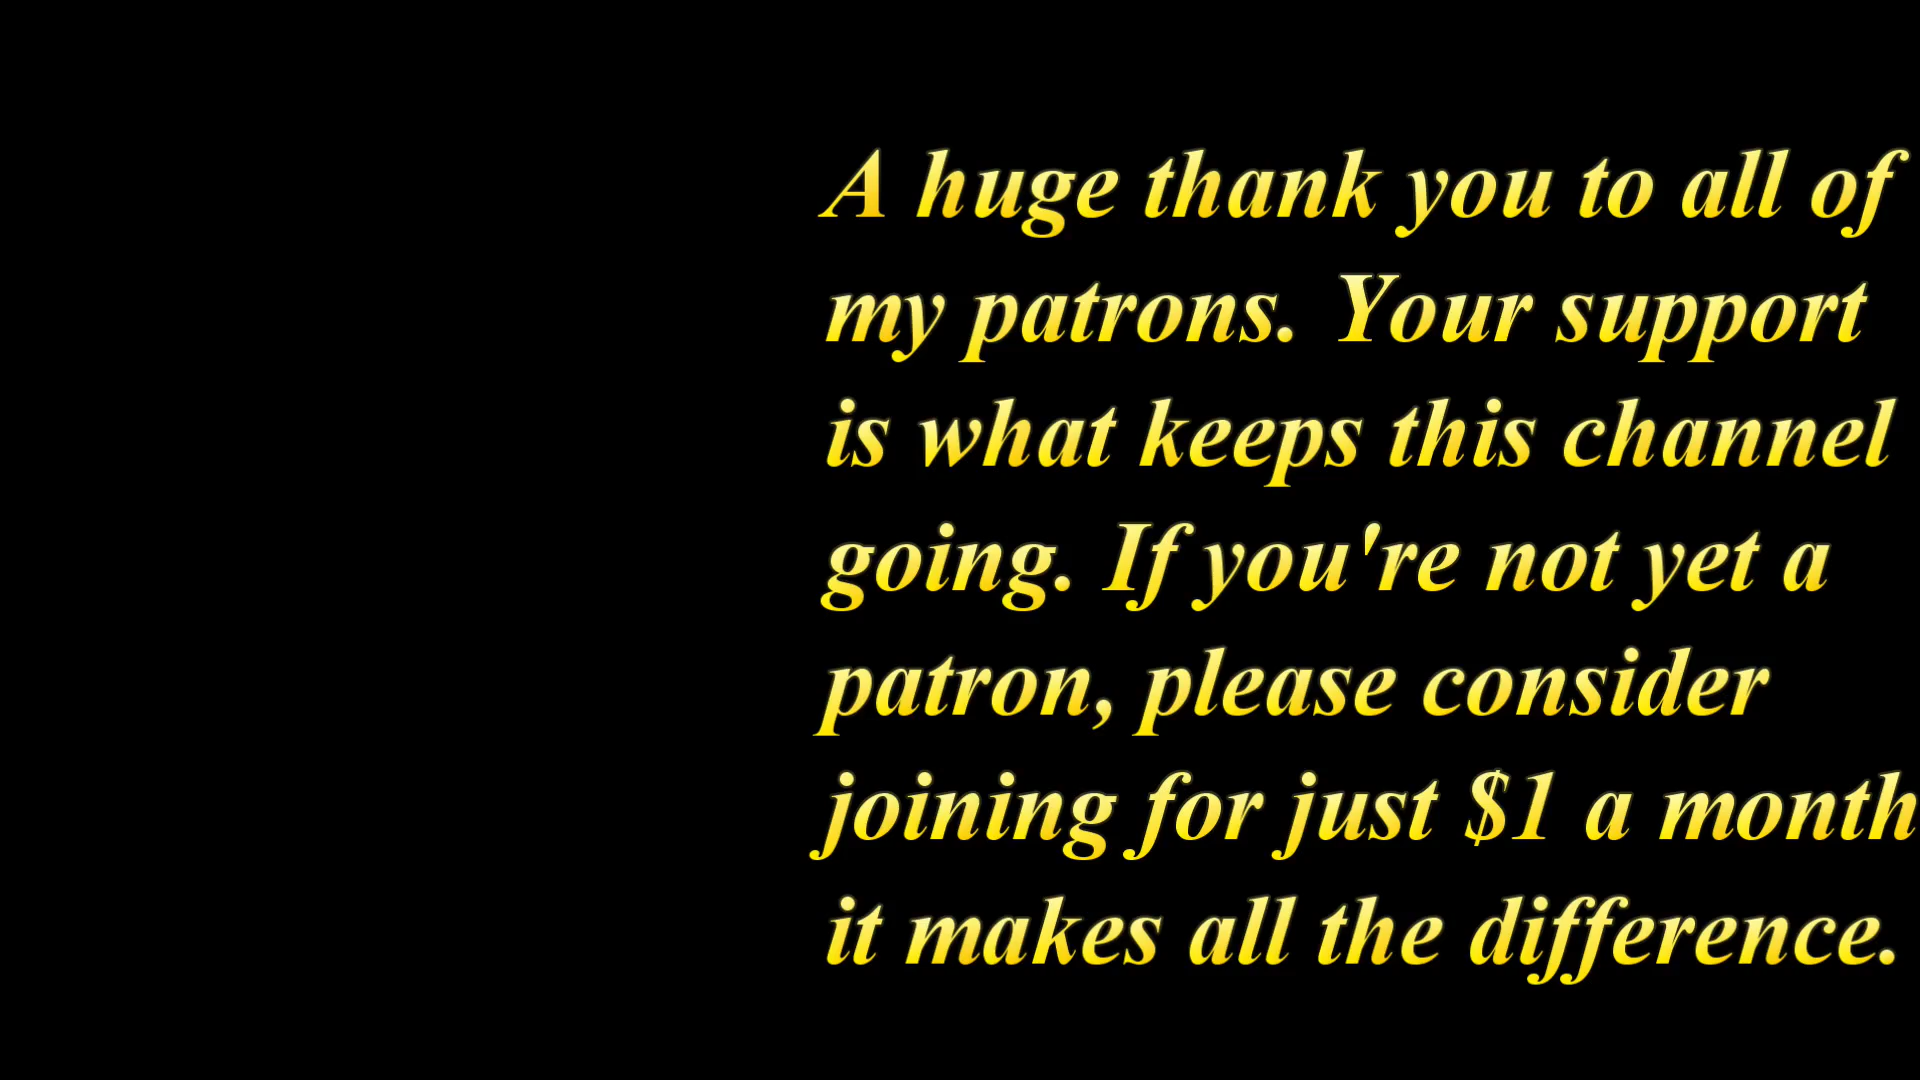 A huge thank you to all of
my patrons. Your support
is what keeps this channel
going. If you're not yet a
patron, please consider
joining for just $1 a month
it makes all the difference.